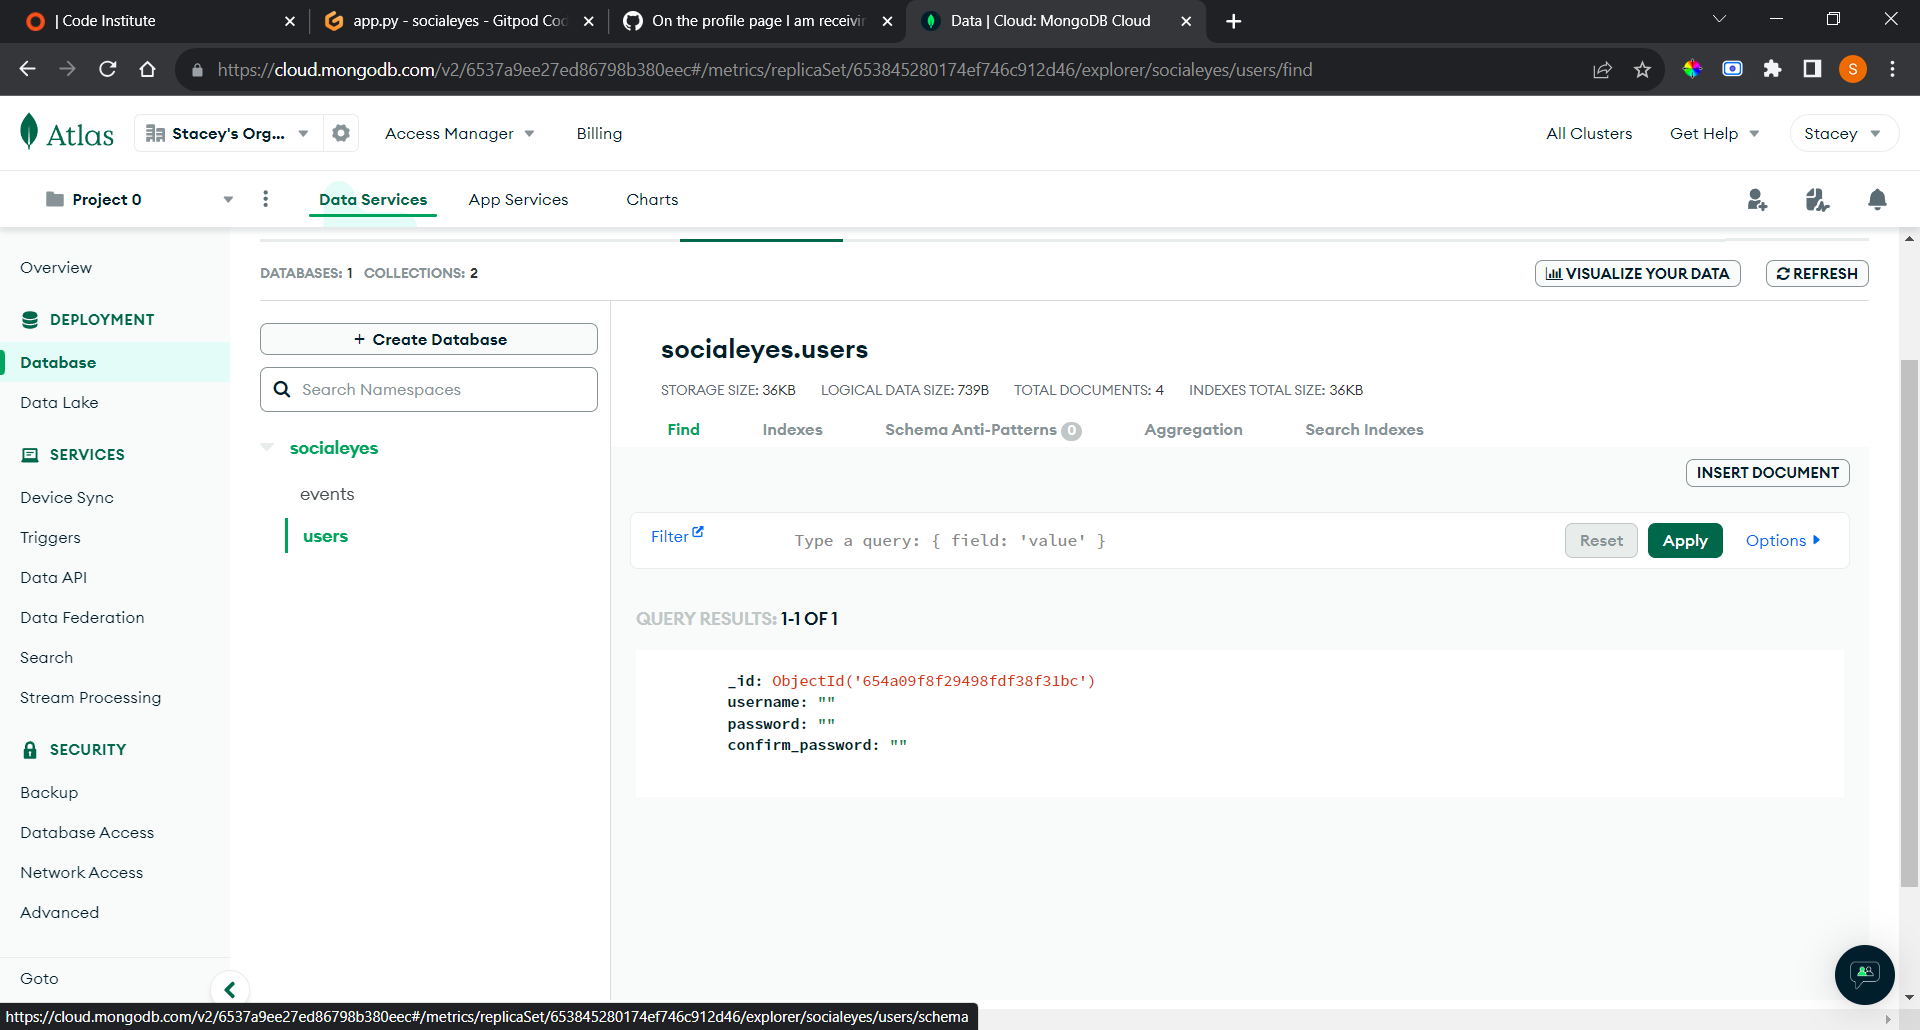 | Code Institute
app.py - socialeyes - Gitpod Co
On the profile page I am receivi
Data | Cloud: MongoDB Cloud
https://cloud.mongodb.com/v2/6537a9ee27ed86798b380eec#/metrics/replicaSet/653845280174ef746c912d46/explorer/socialeyes/users/find
S
Atlas
Stacey's Org...
Access Manager
Billing
All Clusters
Get Help
Stacey
Project 0
Data Services
App Services
Charts
Overview
DEPLOYMENT
Database
Data Lake
SERVICES
Device Sync
Triggers
Data API
Data Federation
Search
Stream Processing
SECURITY
Backup
Database Access
Network Access
Advanced
Goto
DATABASES: 1 COLLECTIONS: 2
VISUALIZE YOUR DATA
REFRESH
+ Create Database
Search Namespaces
socialeyes
events
users
socialeyes.users
STORAGE SIZE: 36KB LOGICAL DATA SIZE: 739B TOTAL DOCUMENTS: 4 INDEXES TOTAL SIZE: 36KB
Find
Indexes
Schema Anti-Patterns 0
Aggregation
Search Indexes
INSERT DOCUMENT
Filter
Type a query: { field: 'value' }
Reset
Apply
Options
QUERY RESULTS: 1-1 OF 1
_id: ObjectId('654a09f8f29498fdf38f31bc')
username: ""
password: ""
confirm_password: ""
https://cloud.mongodb.com/v2/6537a9ee27ed86798b380eec#/metrics/replicaSet/653845280174ef746c912d46/explorer/socialeyes/users/schema